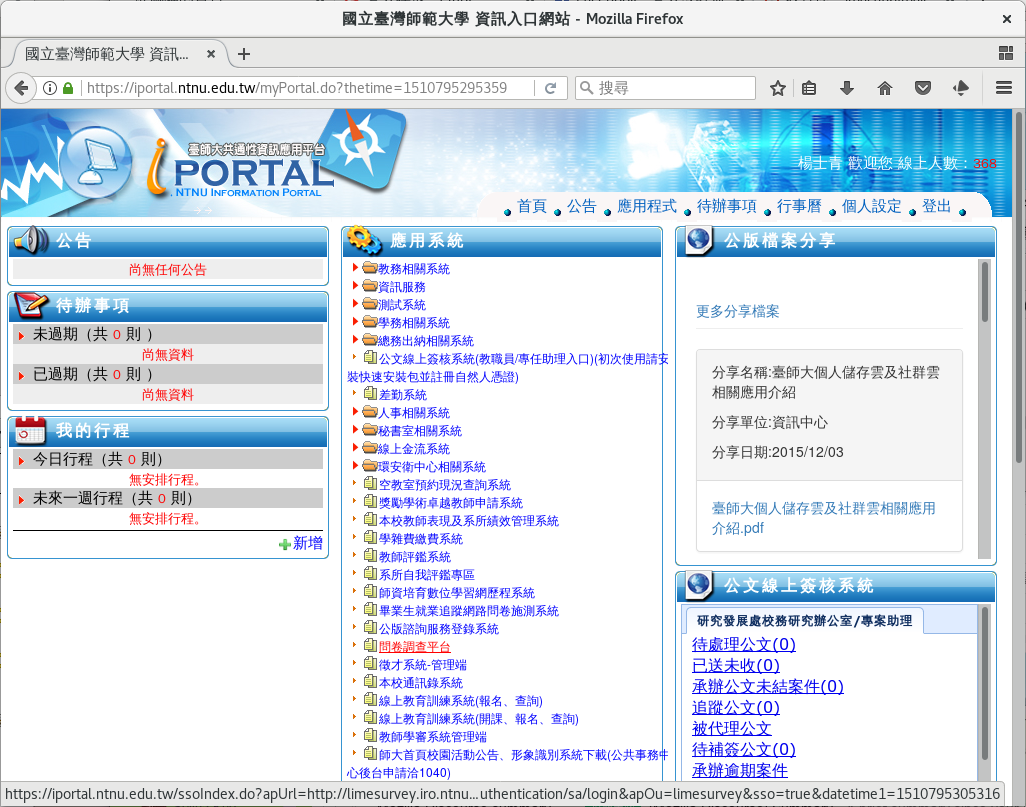 國立臺灣師範大學 資訊入口網站 - Mozilla Firefox
國立臺灣師範大學 資訊...
https://iportal.ntnu.edu.tw/myPortal.do?thetime=1510795295359
搜尋
臺師大共通性資訊應用平台
iPORTAL
NTNU INFORMATION PORTAL
楊士青 歡迎您 線上人數：368
首頁 公告 應用程式 待辦事項 行事曆 個人設定 登出
公告
尚無任何公告
待辦事項
未過期（共 0 則 ）
尚無資料
已過期（共 0 則 ）
尚無資料
我的行程
今日行程（共 0 則）
無安排行程。
未來一週行程（共 0 則）
無安排行程。
新增
應用系統
教務相關系統
資訊服務
測試系統
學務相關系統
總務出納相關系統
公文線上簽核系統(教職員/專任助理入口)(初次使用請安
裝快速安裝包並註冊自然人憑證)
差勤系統
人事相關系統
秘書室相關系統
線上金流系統
環安衛中心相關系統
空教室預約現況查詢系統
獎勵學術卓越教師申請系統
本校教師表現及系所績效管理系統
學雜費繳費系統
教師評鑑系統
系所自我評鑑專區
師資培育數位學習網歷程系統
畢業生就業追蹤網路問卷施測系統
公版諮詢服務登錄系統
問卷調查平台
徵才系統-管理端
本校通訊錄系統
線上教育訓練系統(報名、查詢)
線上教育訓練系統(開課、報名、查詢)
教師學審系統管理端
師大首頁校園活動公告、形象識別系統下載(公共事務中
心後台申請洽1040)
公版檔案分享
更多分享檔案
分享名稱:臺師大個人儲存雲及社群雲
相關應用介紹
分享單位:資訊中心
分享日期:2015/12/03
臺師大個人儲存雲及社群雲相關應用
介紹.pdf
公文線上簽核系統
研究發展處校務研究辦公室/專案助理
待處理公文(0)
已送未收(0)
承辦公文未結案件(0)
追蹤公文(0)
被代理公文
待補簽公文(0)
承辦逾期案件
https://iportal.ntnu.edu.tw/ssoIndex.do?apUrl=http://limesurvey.iro.ntnu...uthentication/sa/login&apOu=limesurvey&sso=true&datetime1=1510795305316